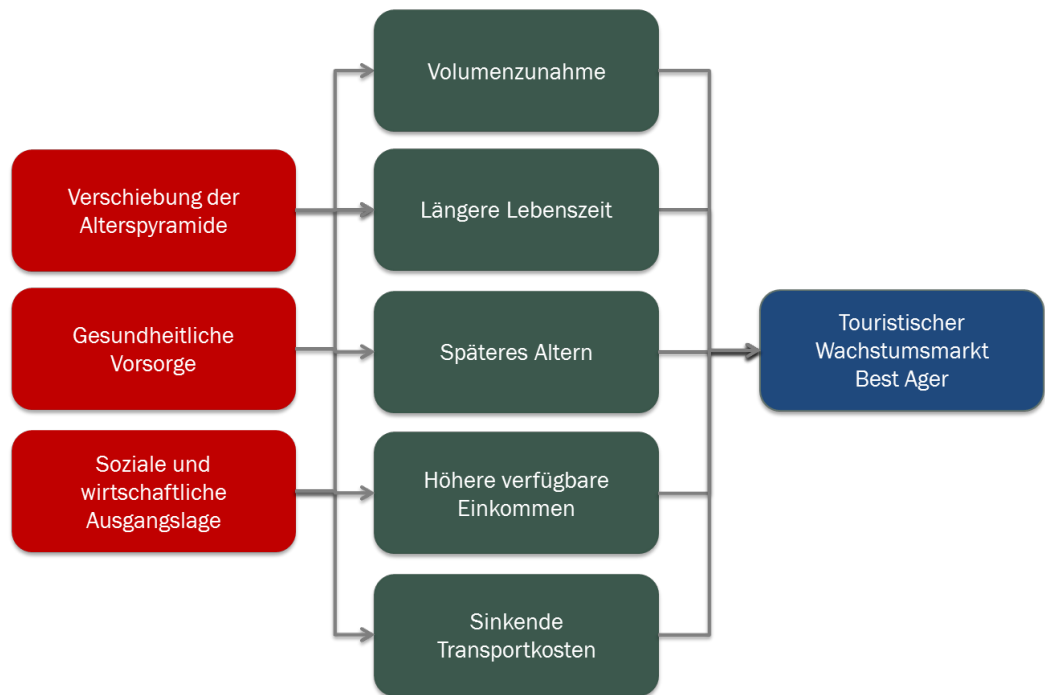 Verschiebung der
Alterspyramide
Gesundheitliche
Vorsorge
Soziale und
wirtschaftliche
Ausgangslage
Volumenzunahme
Längere Lebenszeit
Späteres Altern
Höhere verfügbare
Einkommen
Sinkende
Transportkosten
Touristischer
Wachstumsmarkt
Best Ager